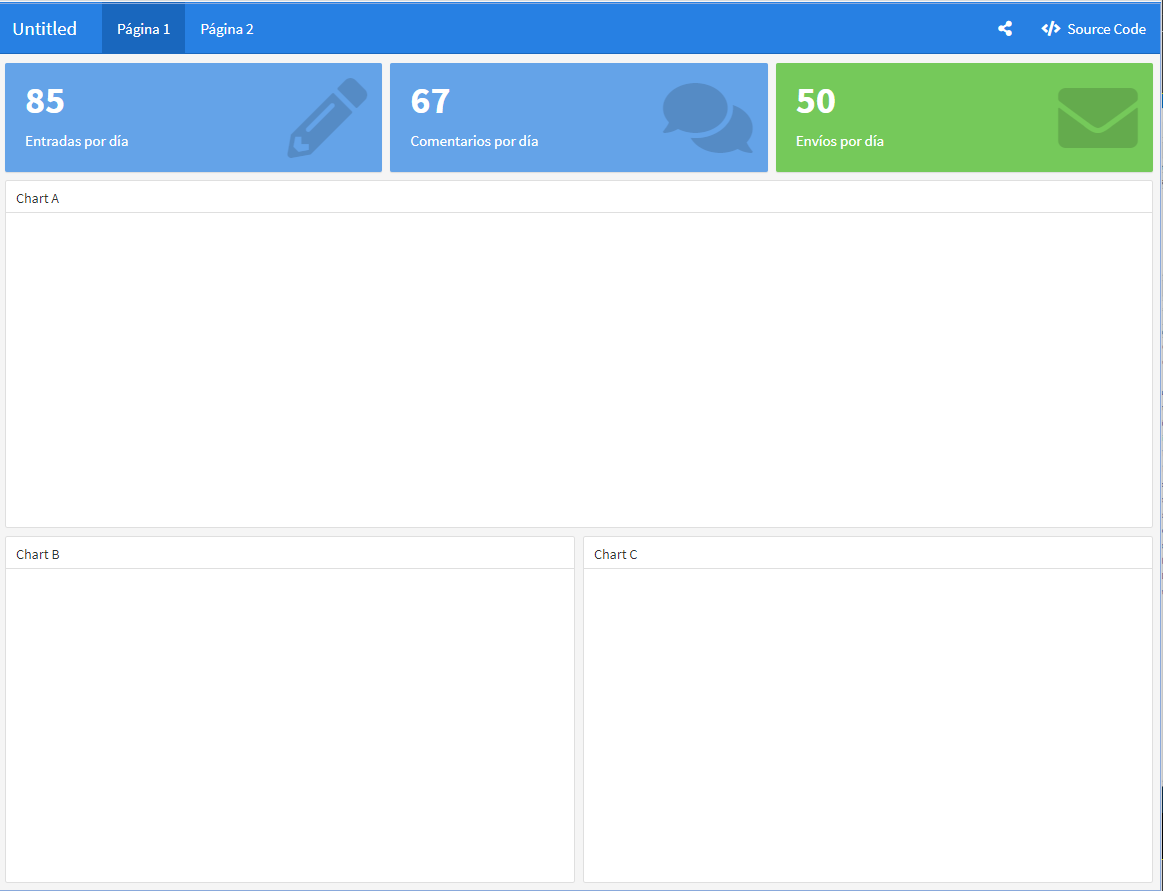 Untitled
Página 1
Página 2
Source Code
85
Entradas por día
67
Comentarios por día
50
Envíos por día
Chart A
Chart B
Chart C